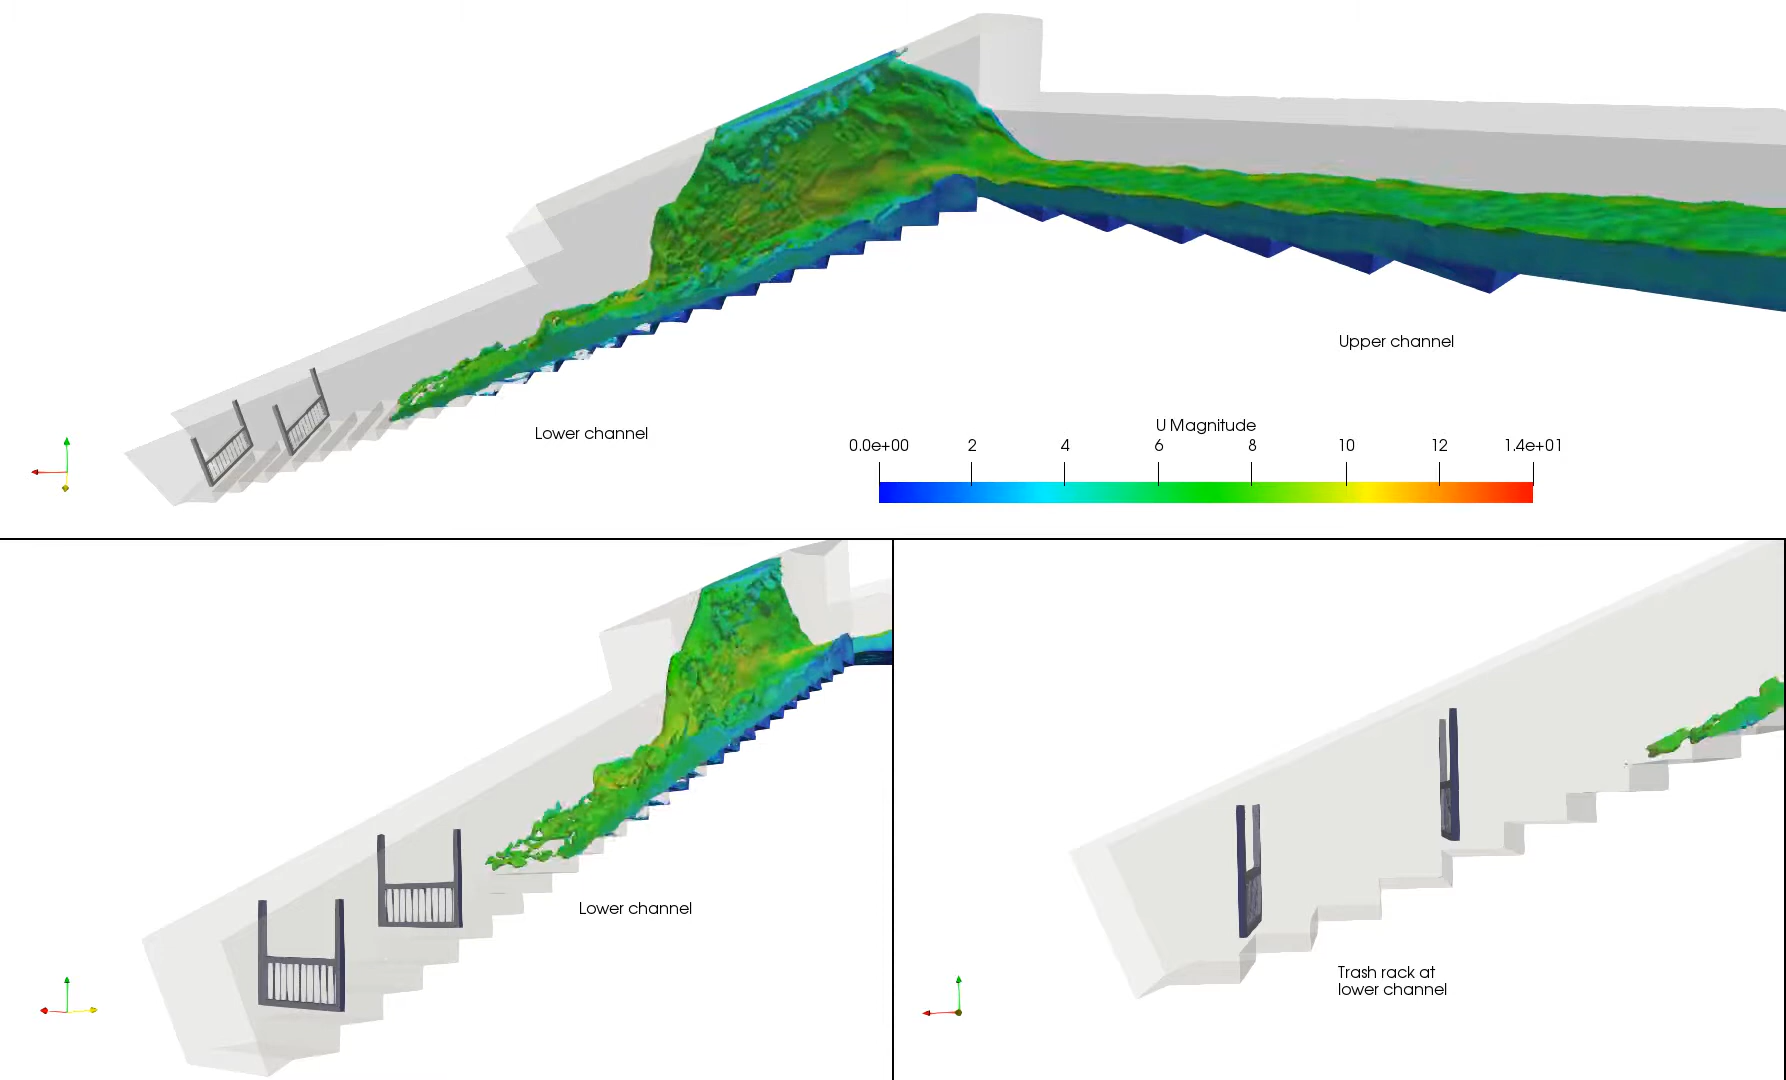 Upper channel
Lower channel
U Magnitude
0.0e+00 2 4 6 8 10 12 1.4e+01
Lower channel
Trash rack at
lower channel